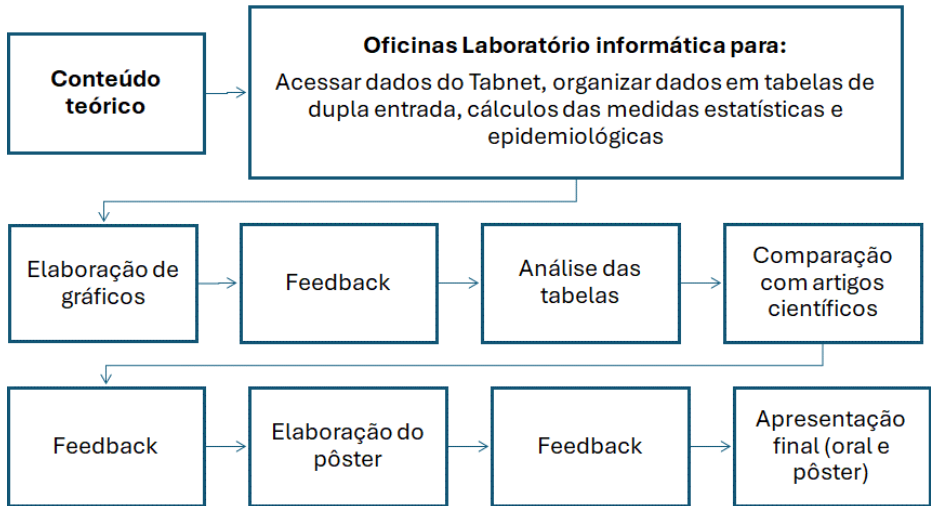 Conteúdo
teórico
Oficinas Laboratório informática para:
Acessar dados do Tabnet, organizar dados em tabelas de
dupla entrada, cálculos das medidas estatísticas e
epidemiológicas
Elaboração de
gráficos
Feedback
Análise das
tabelas
Comparação
com artigos
científicos
Feedback
Elaboração do
pôster
Feedback
Apresentação
final (oral e
pôster)